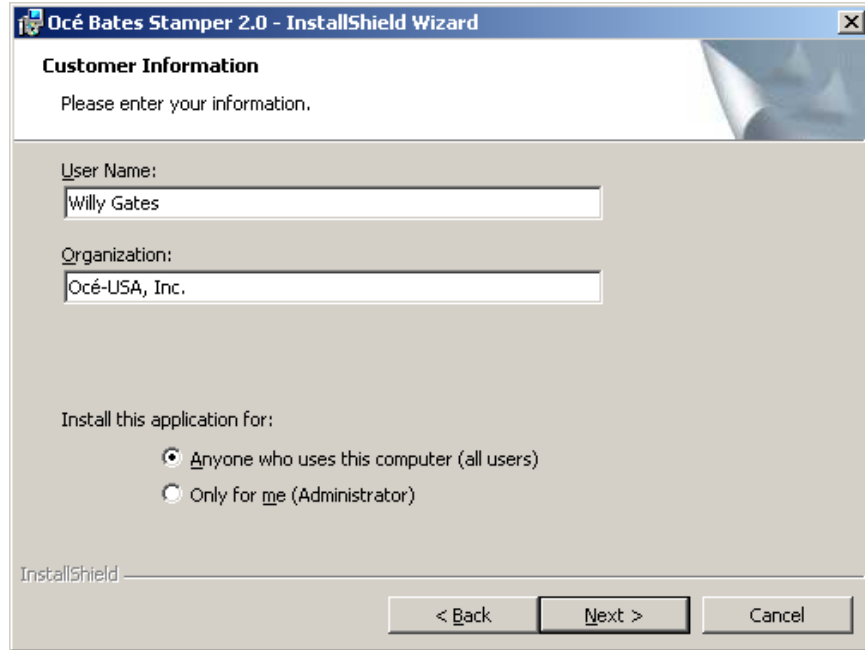 Océ Bates Stamper 2.0 - InstallShield Wizard
Customer Information
Please enter your information.
User Name:
Willy Gates
Organization:
Océ-USA, Inc.
Install this application for:
Anyone who uses this computer (all users)
Only for me (Administrator)
InstallShield
< Back Next > Cancel